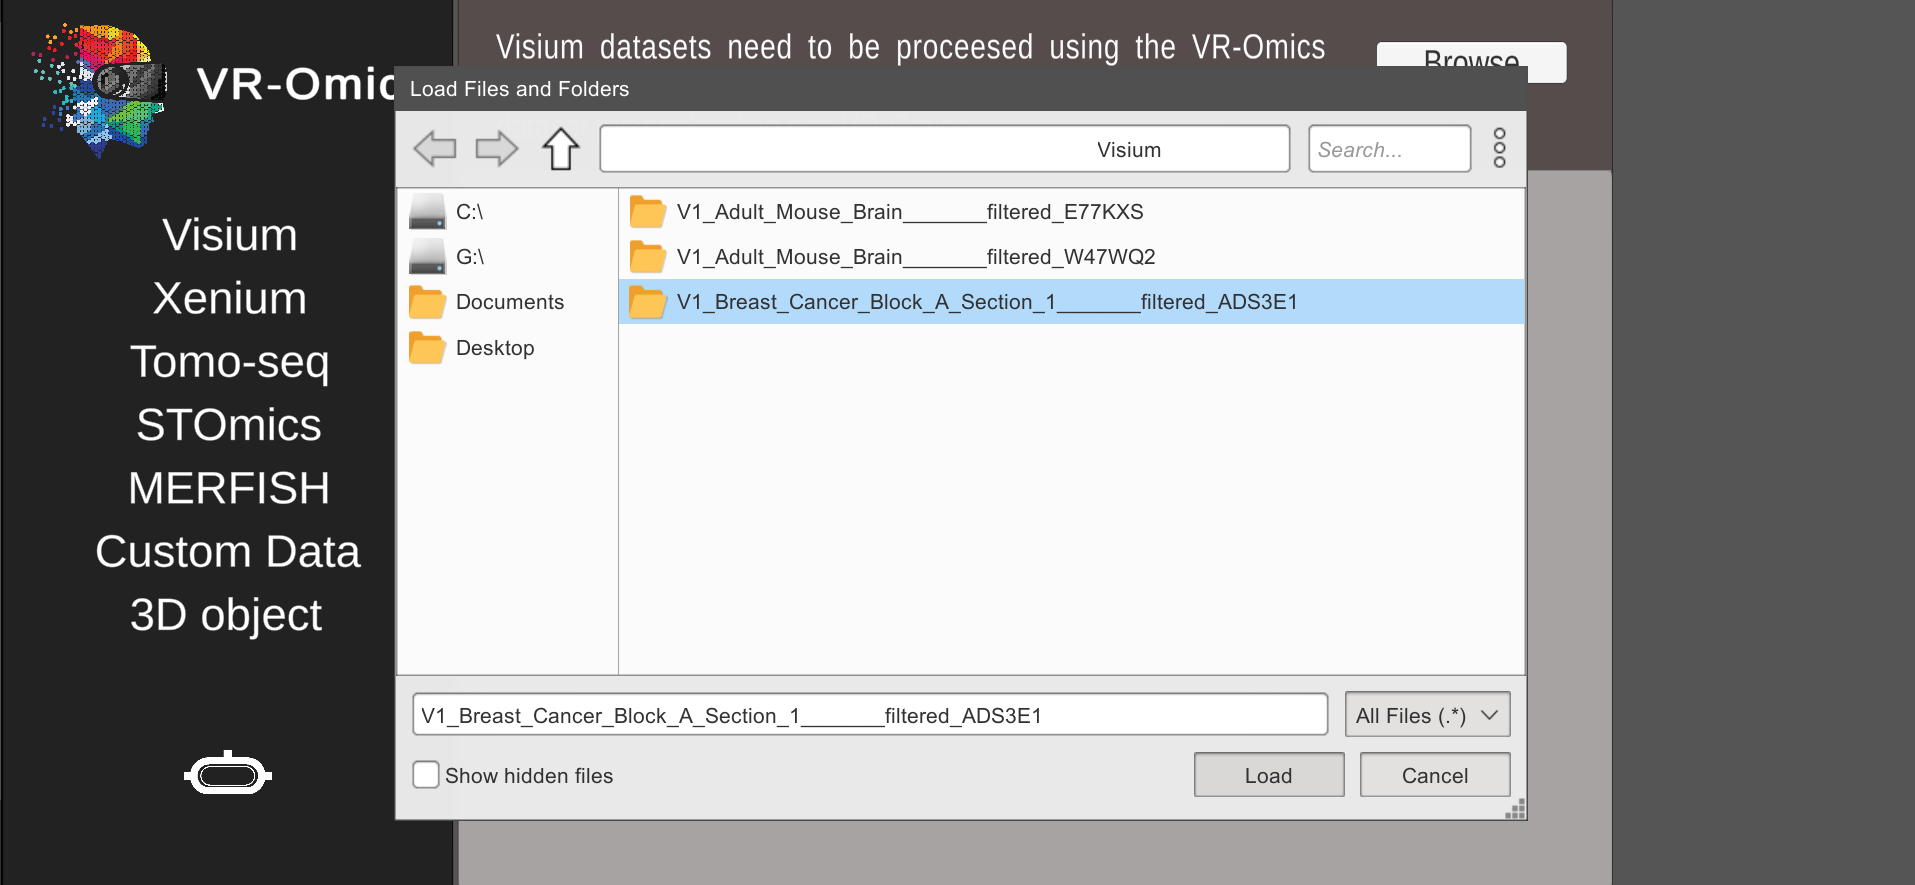 Visium datasets need to be proceesed using the VR-Omics
Browse
VR-Omic
Load Files and Folders
Visium
Search...
Visium
Xenium
Tomo-seq
STOmics
MERFISH
Custom Data
3D object
C:\
G:\
Documents
Desktop
V1_Adult_Mouse_Brain_______filtered_E77KXS
V1_Adult_Mouse_Brain_______filtered_W47WQ2
V1_Breast_Cancer_Block_A_Section_1_______filtered_ADS3E1
V1_Breast_Cancer_Block_A_Section_1_______filtered_ADS3E1
All Files (.*)
Show hidden files
Load
Cancel